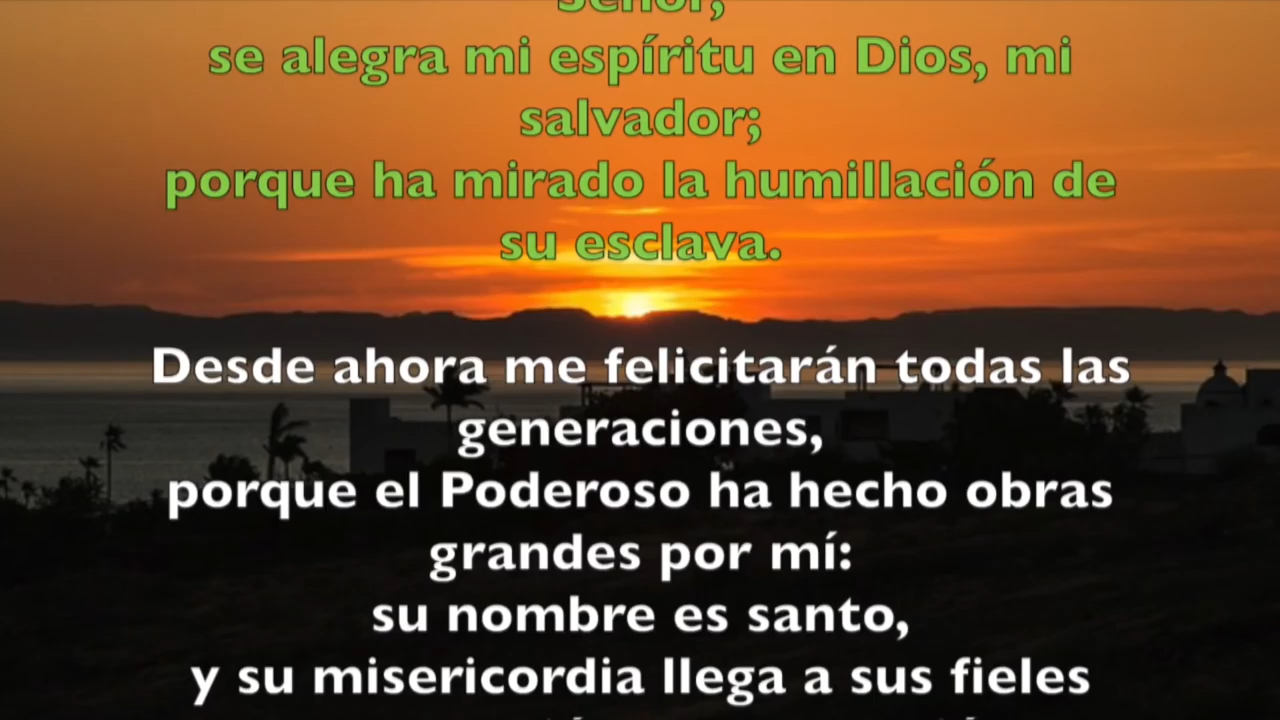 Señor,
se alegra mi espíritu en Dios, mi
salvador;
porque ha mirado la humillación de
su esclava.
Desde ahora me felicitarán todas las
generaciones,
porque el Poderoso ha hecho obras
grandes por mí:
su nombre es santo,
y su misericordia llega a sus fieles